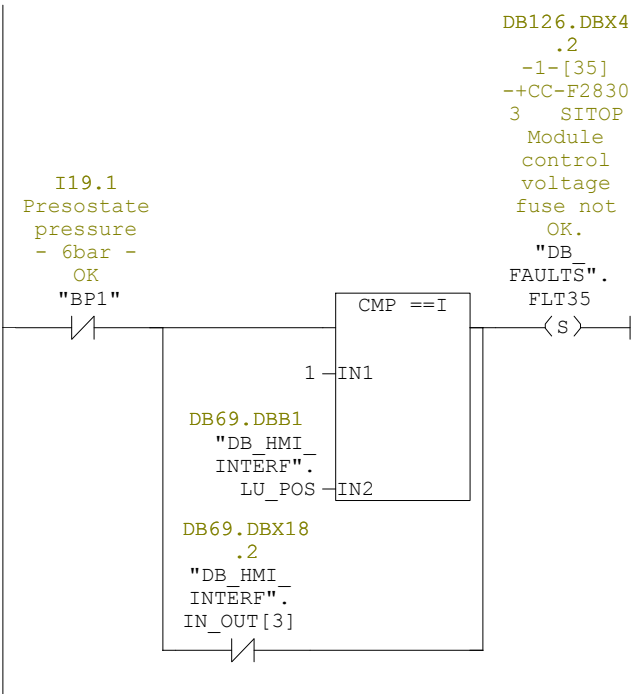 DB126.DBX4
.2
-1-[35]
-+CC-F2830
3   SITOP
Module
control
voltage
fuse not
OK.
"DB_
FAULTS".
FLT35
S
I19.1
Presostate
pressure
- 6bar -
OK
"BP1"
CMP ==I
1
IN1
DB69.DBB1
"DB_HMI_
INTERF".
LU_POS
IN2
DB69.DBX18
.2
"DB_HMI_
INTERF".
IN_OUT[3]